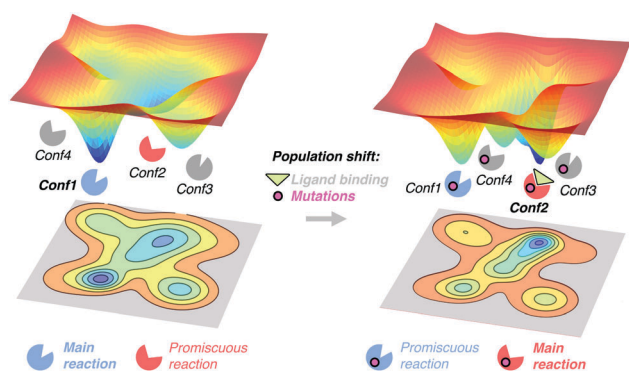 Conf4
Conf2
Conf1
Conf3
Population shift:
Ligand binding
Mutations
Conf1
Conf4
Conf3
Conf2
Main
reaction
Promiscuous
reaction
Promiscuous
reaction
Main
reaction